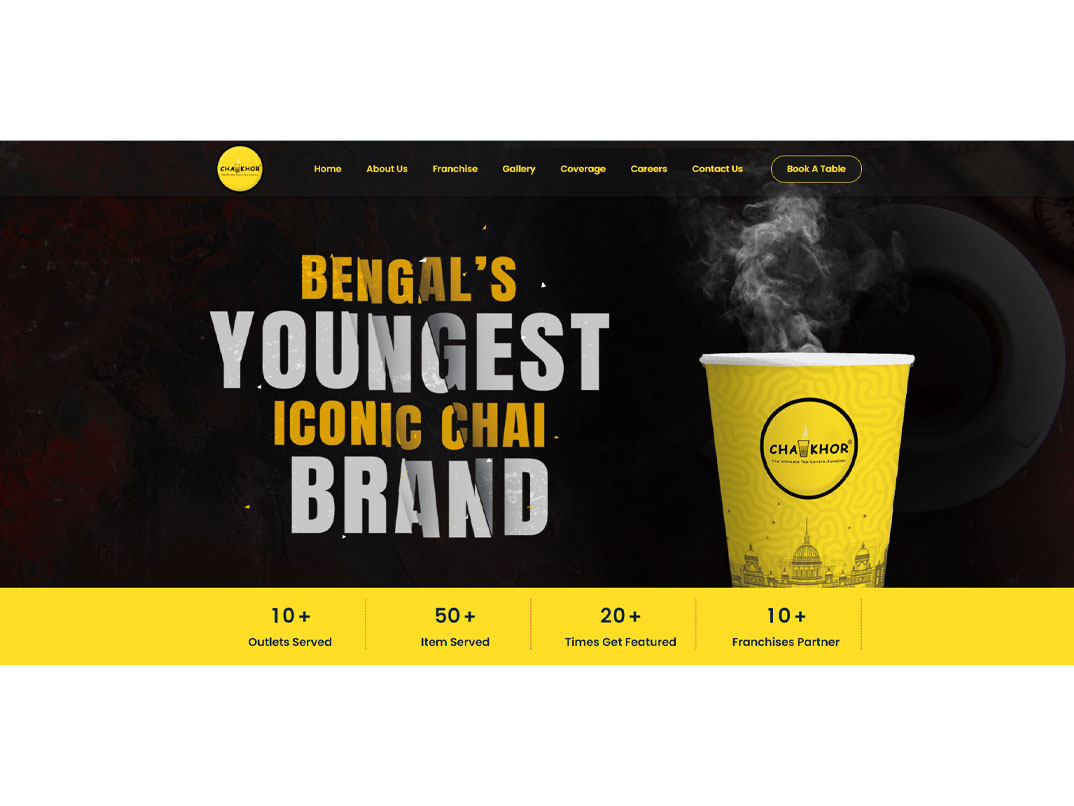 CHAIKHOR
Home About Us Franchise Gallery Coverage Careers Contact Us Book A Table
BENGAL'S
YOUNGEST
ICONIC CHAI
BRAND
CHAIKHOR®
The Ultimate Tea-Lovers Junction
10+ 50+ 20+ 10+
Outlets Served Item Served Times Get Featured Franchises Partner